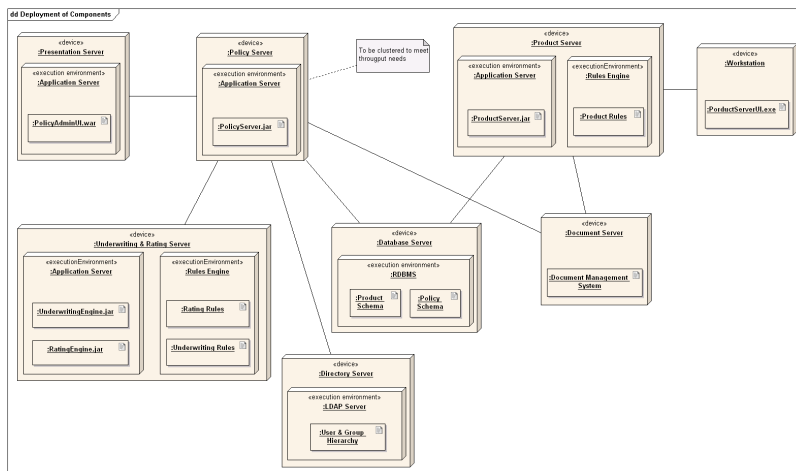 dd Deployment of Components
«device»
:Presentation Server
«execution environment»
:Application Server
:PolicyAdminUI.war
«device»
:Policy Server
«execution environment»
:Application Server
:PolicyServer.jar
To be clustered to meet
througput needs
«device»
:Product Server
«execution environment»
:Application Server
:ProductServer.jar
«executionEnvironment»
:Rules Engine
:Product Rules
«device»
:Workstation
:PorductServerUI.exe
«device»
:Underwriting & Rating Server
«executionEnvironment»
:Application Server
:UnderwritingEngine.jar
:RatingEngine.jar
«executionEnvironment»
:Rules Engine
:Rating Rules
:Underwriting Rules
«device»
:Database Server
«execution environment»
:RDBMS
:Product
Schema
:Policy
Schema
«device»
:Document Server
:Document Management
System
«device»
:Directory Server
«execution environment»
:LDAP Server
:User & Group
Hierarchy